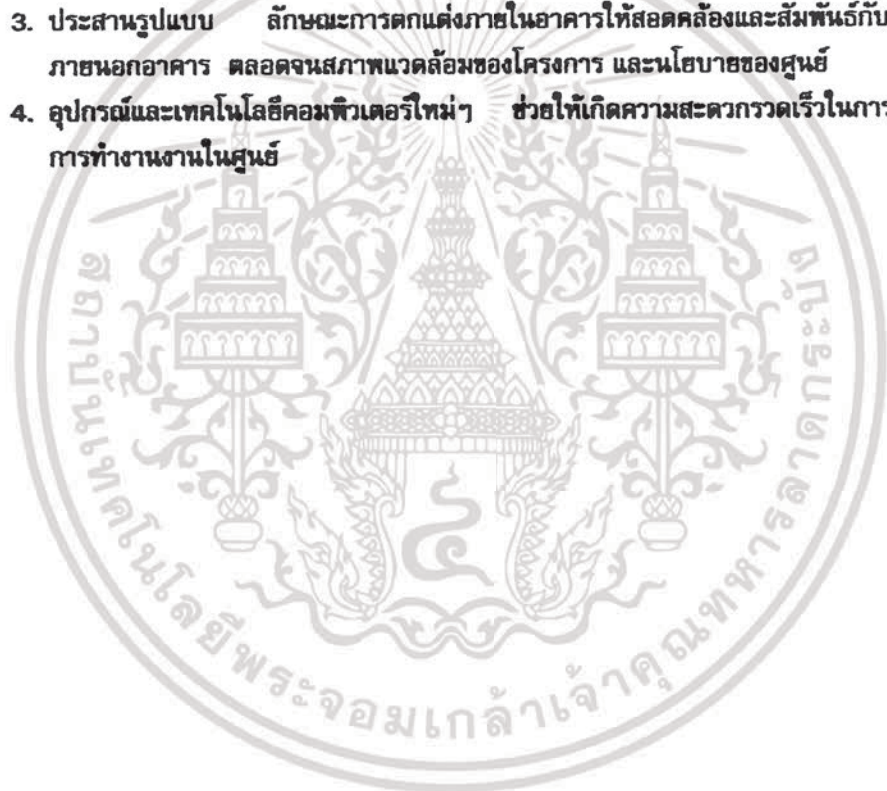 3. ประสานรูปแบบ ลักษณะการตกแต่งภายในอาคารให้สอดคล้องและสัมพันธ์กับ
ภายนอกอาคาร ตลอดจนสภาพแวดล้อมของโครงการ และนโยบายของศูนย์
4. อุปกรณ์และเทคโนโลยีคอมพิวเตอร์ใหม่ๆ ช่วยให้เกิดความสะดวกรวดเร็วในการ
การทำงานงานในศูนย์
สถาบันเทคโนโลยีพระจอมเกล้าเจ้าคุณทหารลาดกระบัง